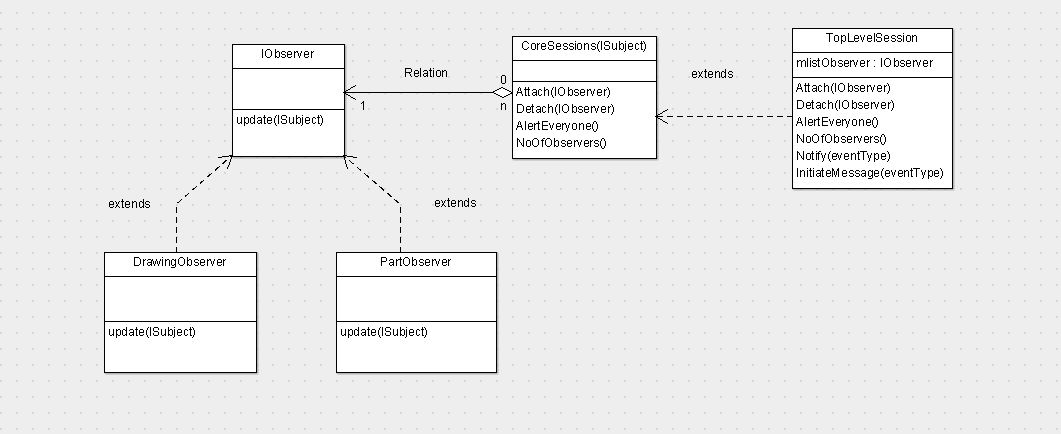 IObserver
update(ISubject)
Relation
1
0
n
CoreSessions(ISubject)
Attach(IObserver)
Detach(IObserver)
AlertEveryone()
NoOfObservers()
extends
TopLevelSession
mlistObserver : IObserver
Attach(IObserver)
Detach(IObserver)
AlertEveryone()
NoOfObservers()
Notify(eventType)
InitiateMessage(eventType)
extends
extends
DrawingObserver
update(ISubject)
PartObserver
update(ISubject)